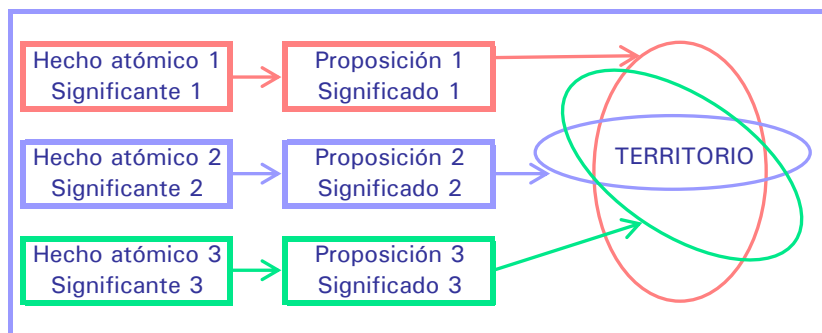 Hecho atómico 1
Significante 1
Proposición 1
Significado 1
Hecho atómico 2
Significante 2
Proposición 2
Significado 2
TERRITORIO
Hecho atómico 3
Significante 3
Proposición 3
Significado 3